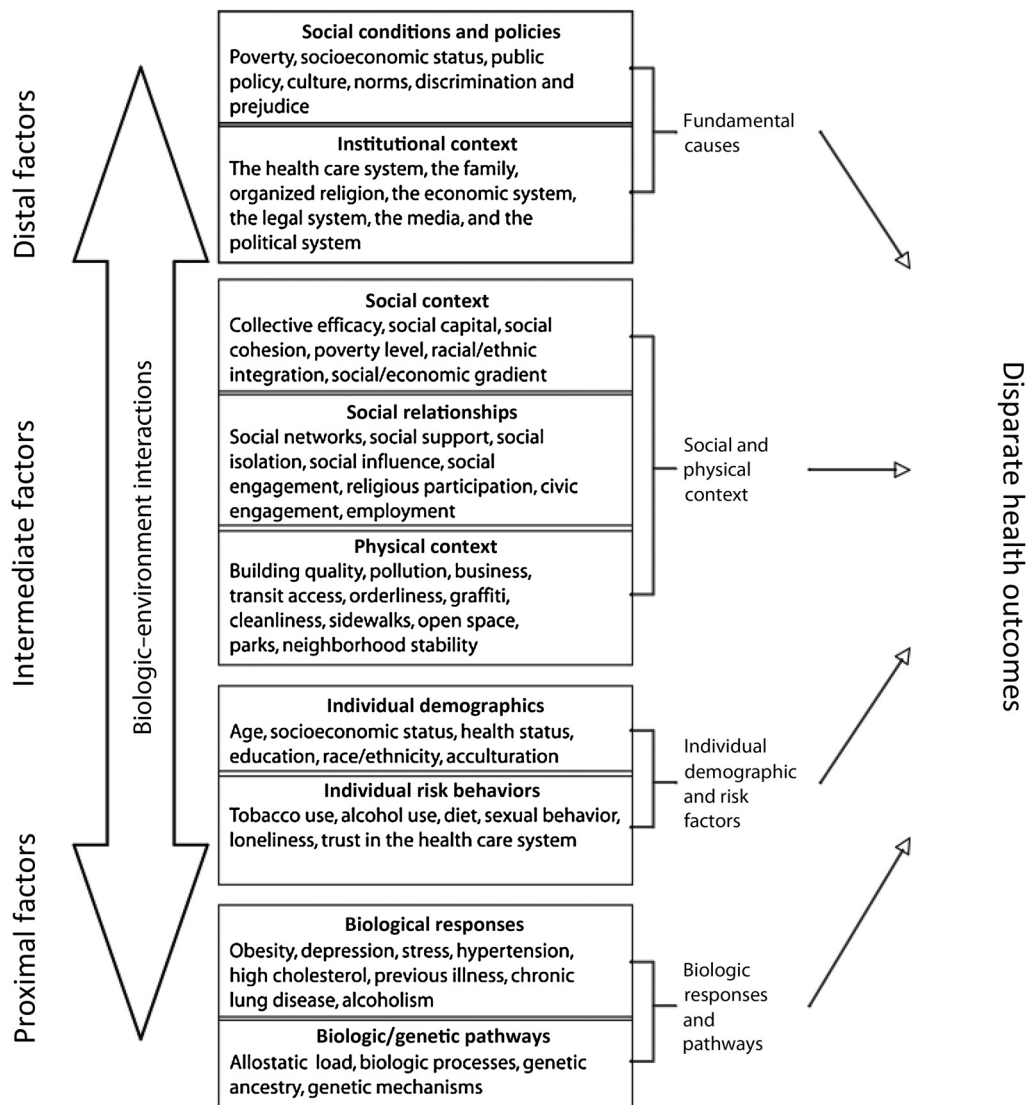 Distal factors
Intermediate factors
Proximal factors
Biologic–environment interactions
Social conditions and policies
Poverty, socioeconomic status, public
policy, culture, norms, discrimination and
prejudice
Institutional context
The health care system, the family,
organized religion, the economic system,
the legal system, the media, and the
political system
Fundamental
causes
Social context
Collective efficacy, social capital, social
cohesion, poverty level, racial/ethnic
integration, social/economic gradient
Social relationships
Social networks, social support, social
isolation, social influence, social
engagement, religious participation, civic
engagement, employment
Physical context
Building quality, pollution, business,
transit access, orderliness, graffiti,
cleanliness, sidewalks, open space,
parks, neighborhood stability
Social and
physical
context
Individual demographics
Age, socioeconomic status, health status,
education, race/ethnicity, acculturation
Individual risk behaviors
Tobacco use, alcohol use, diet, sexual behavior,
loneliness, trust in the health care system
Individual
demographic
and risk
factors
Biological responses
Obesity, depression, stress, hypertension,
high cholesterol, previous illness, chronic
lung disease, alcoholism
Biologic/genetic pathways
Allostatic load, biologic processes, genetic
ancestry, genetic mechanisms
Biologic
responses
and
pathways
Disparate health outcomes